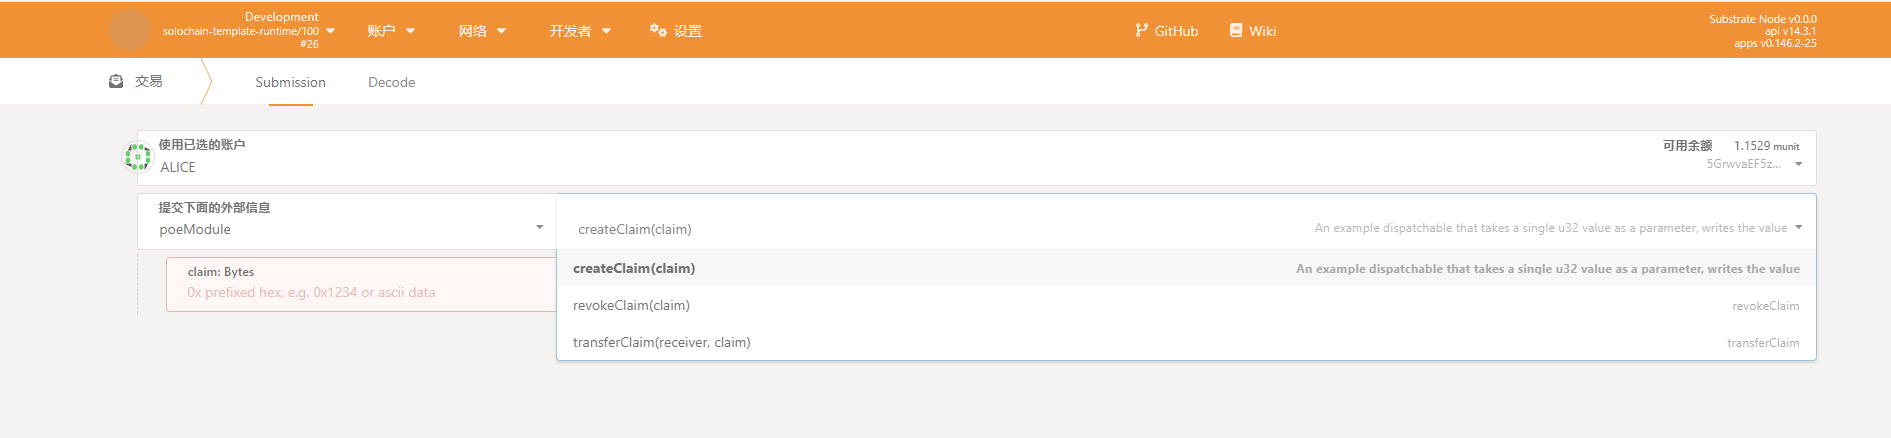 Development
solochain-template-runtime/100
#26
账户
网络
开发者
设置
GitHub
Wiki
Substrate Node v0.0.0
api v14.3.1
apps v0.146.2-25
交易
Submission
Decode
使用已选的账户
ALICE
可用余额 1.1529 munit
5GrwvaEF5z...
提交下面的外部信息
poeModule
createClaim(claim)
An example dispatchable that takes a single u32 value as a parameter, writes the value
claim: Bytes
0x prefixed hex, e.g. 0x1234 or ascii data
createClaim(claim)
An example dispatchable that takes a single u32 value as a parameter, writes the value
revokeClaim(claim)
revokeClaim
transferClaim(receiver, claim)
transferClaim